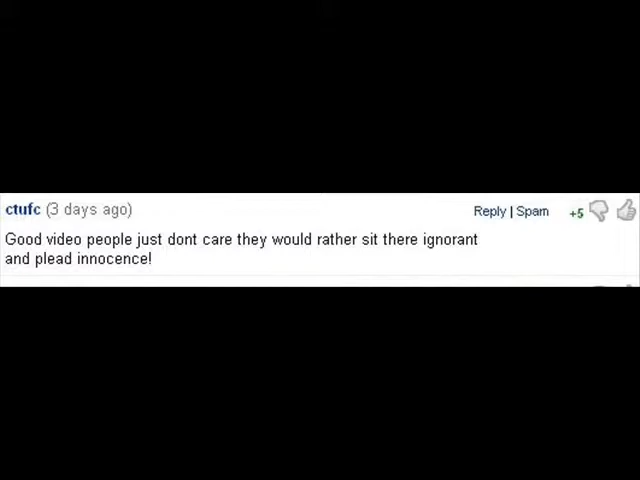 ctufc (3 days ago)
Reply | Spam
+5
Good video people just dont care they would rather sit there ignorant
and plead innocence!